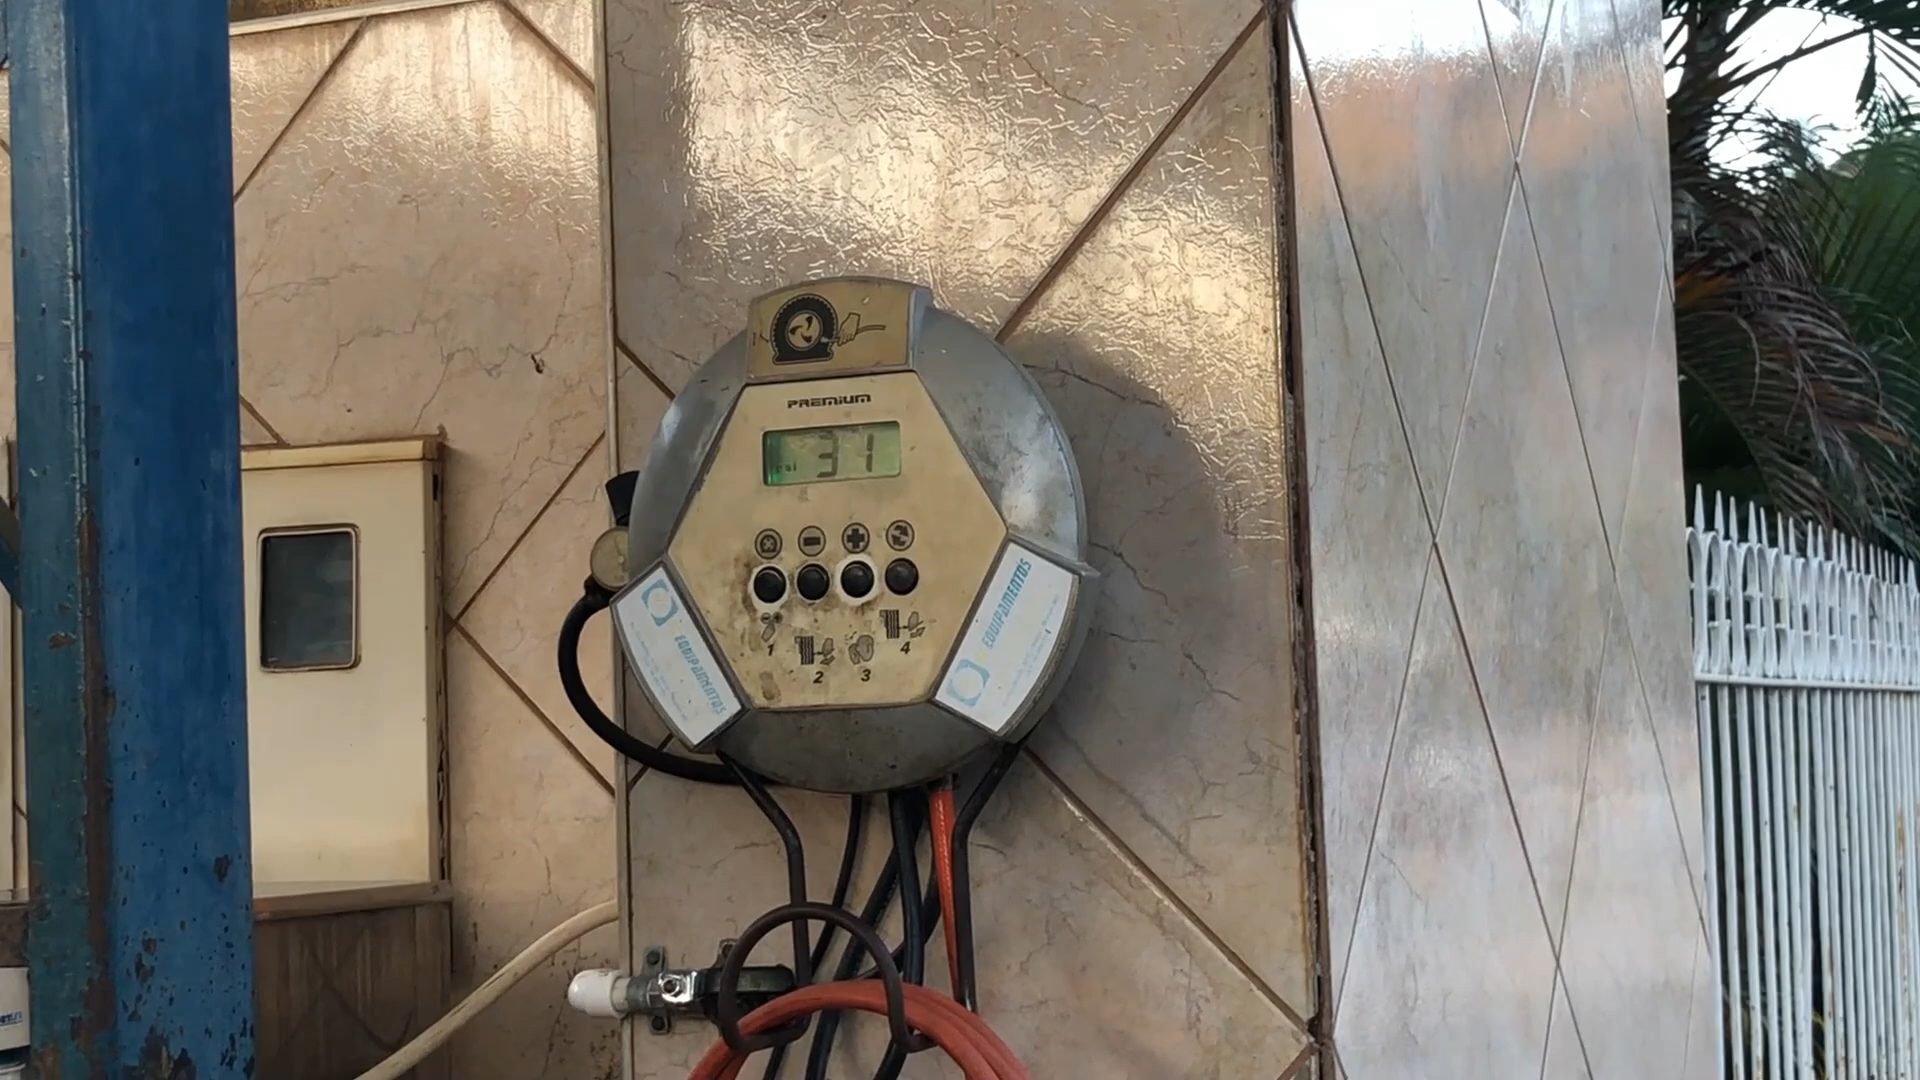 PREMIUM
psi 31
1
2
3
4
EQUIPAMENTOS
EQUIPAMENTOS